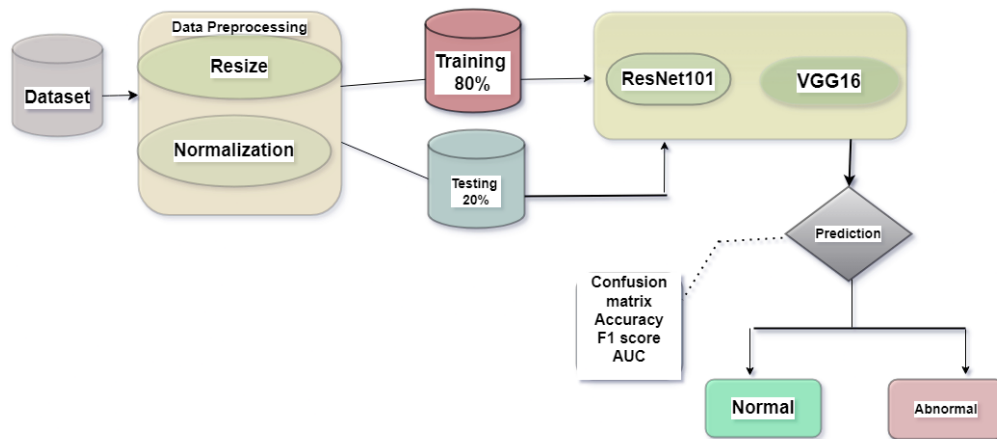 Data Preprocessing
Dataset
Resize
Normalization
Training
80%
Testing
20%
ResNet101
VGG16
Prediction
Confusion
matrix
Accuracy
F1 score
AUC
Normal
Abnormal